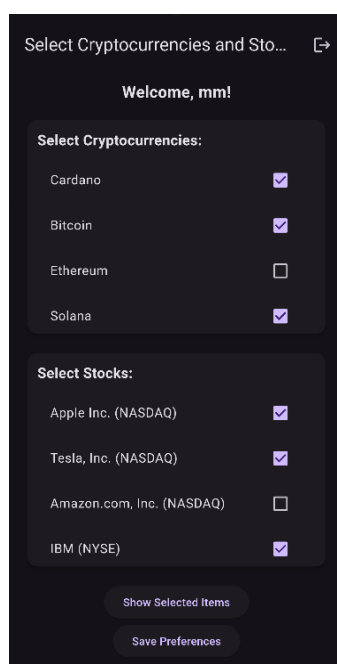 Select Cryptocurrencies and Sto...
Welcome, mm!
Select Cryptocurrencies:
Cardano
Bitcoin
Ethereum
Solana
Select Stocks:
Apple Inc. (NASDAQ)
Tesla, Inc. (NASDAQ)
Amazon.com, Inc. (NASDAQ)
IBM (NYSE)
Show Selected Items
Save Preferences